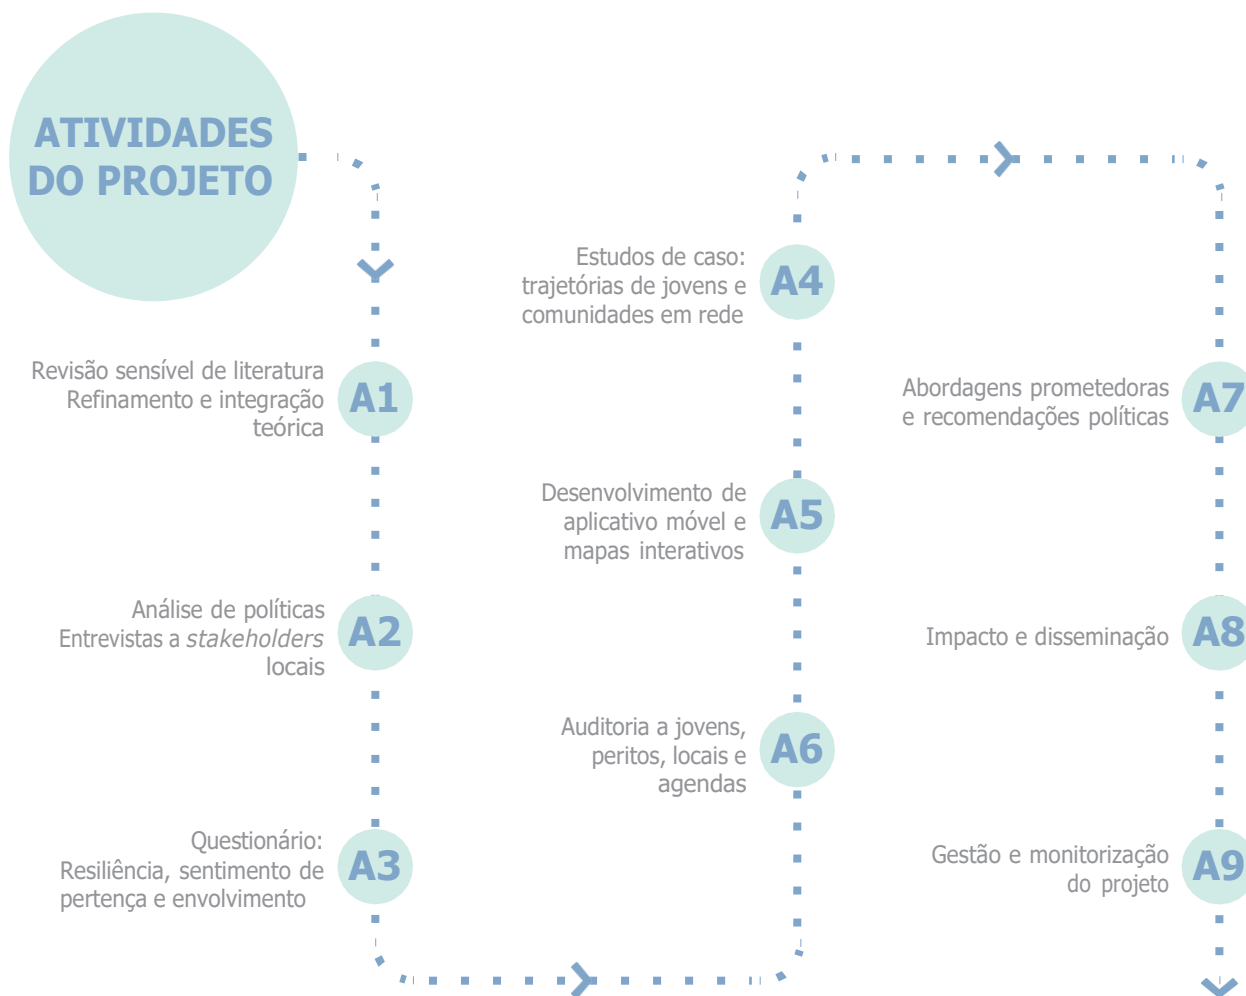 ATIVIDADES
DO PROJETO
Revisão sensível de literatura
Refinamento e integração
teórica
A1
Análise de políticas
Entrevistas a stakeholders
locais
A2
Questionário:
Resiliência, sentimento de
pertença e envolvimento
A3
Estudos de caso:
trajetórias de jovens e
comunidades em rede
A4
Desenvolvimento de
aplicativo móvel e
mapas interativos
A5
Auditoria a jovens,
peritos, locais e
agendas
A6
Abordagens prometedoras
e recomendações políticas
A7
Impacto e disseminação
A8
Gestão e monitorização
do projeto
A9